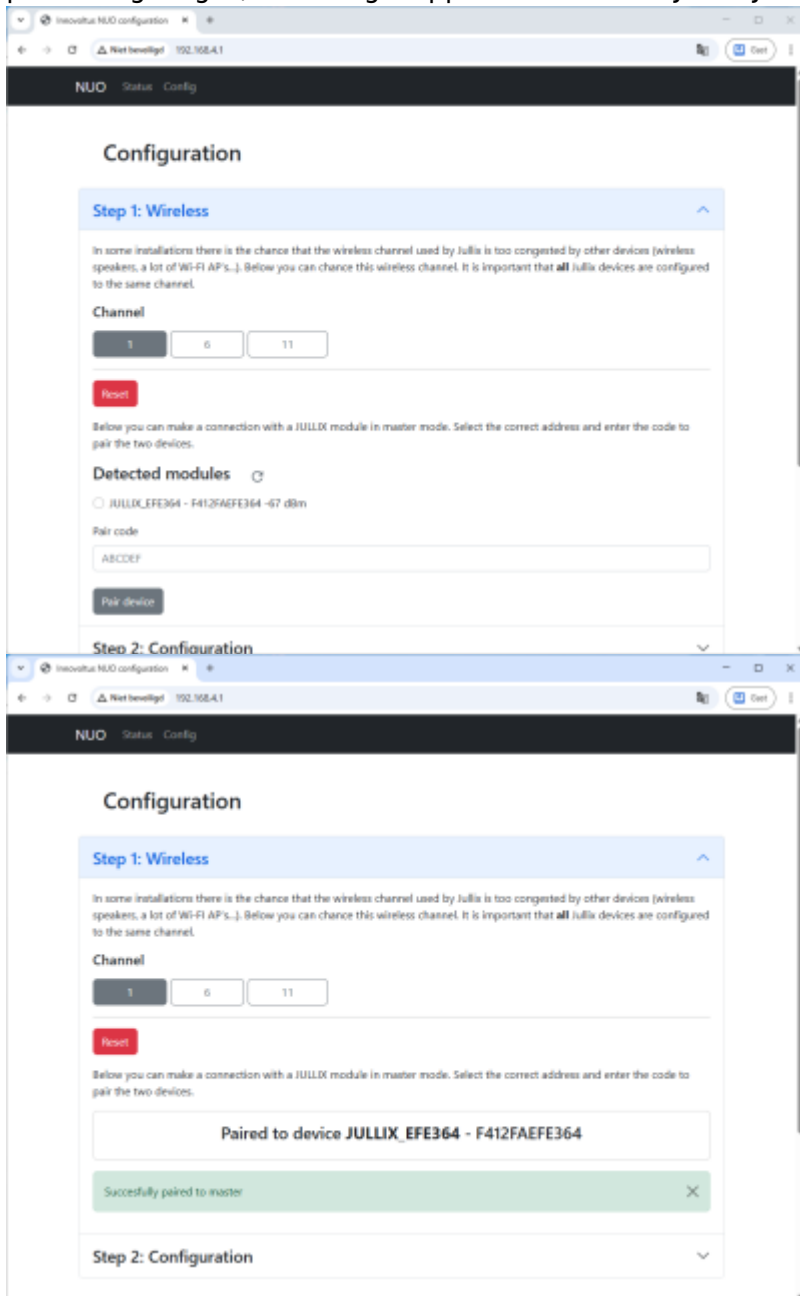 Innovoltus NUO configuration
Niet beveiligd 192.168.4.1
NUO Status Config
Configuration
Step 1: Wireless
In some installations there is the chance that the wireless channel used by Jullix is too congested by other devices (wireless
speakers, a lot of Wi-Fi AP's...). Below you can chance this wireless channel. It is important that all Jullix devices are configured
to the same channel.
Channel
1 6 11
Reset
Below you can make a connection with a JULLIX module in master mode. Select the correct address and enter the code to
pair the two devices.
Detected modules
JULLIX_EFE364 - F412FAEFE364 -67 dBm
Pair code
ABCDEF
Pair device
Step 2: Configuration
Innovoltus NUO configuration
Niet beveiligd 192.168.4.1
NUO Status Config
Configuration
Step 1: Wireless
In some installations there is the chance that the wireless channel used by Jullix is too congested by other devices (wireless
speakers, a lot of Wi-Fi AP's...). Below you can chance this wireless channel. It is important that all Jullix devices are configured
to the same channel.
Channel
1 6 11
Reset
Below you can make a connection with a JULLIX module in master mode. Select the correct address and enter the code to
pair the two devices.
Paired to device JULLIX_EFE364 - F412FAEFE364
Succesfully paired to master
Step 2: Configuration